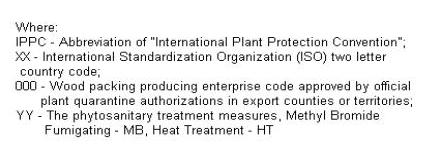 Where:
IPPC - Abbreviation of "International Plant Protection Convention";
XX - International Standardization Organization (ISO) two letter
country code;
000 - Wood packing producing enterprise code approved by official
plant quarantine authorizations in export counties or territories;
YY - The phytosanitary treatment measures, Methyl Bromide
Fumigating - MB, Heat Treatment - HT